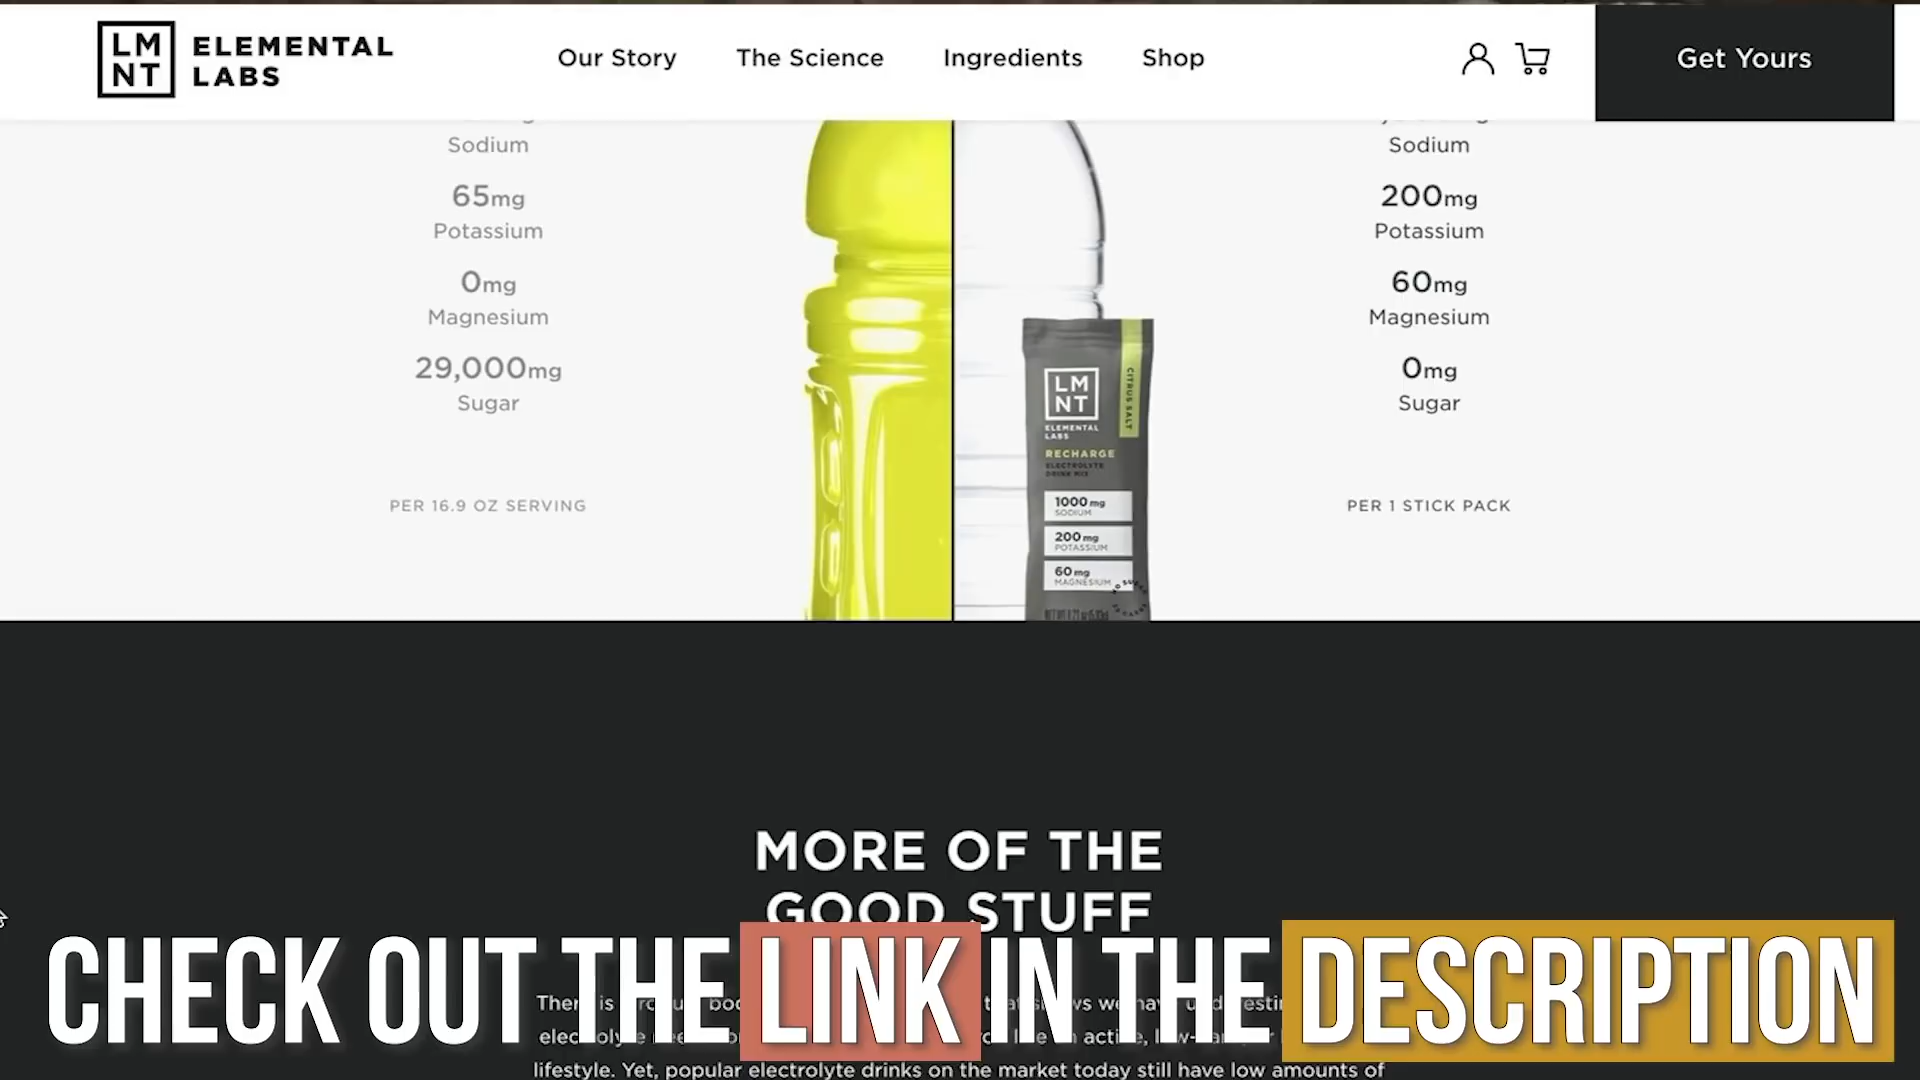 LM
NT
ELEMENTAL
LABS
Our Story
The Science
Ingredients
Shop
Get Yours
Sodium
65mg
Potassium
0mg
Magnesium
29,000mg
Sugar
PER 16.9 OZ SERVING
Sodium
200mg
Potassium
60mg
Magnesium
0mg
Sugar
PER 1 STICK PACK
LM
NT
ELEMENTAL
LABS
CITRUS SALT
RECHARGE
ELECTROLYTE
DRINK MIX
1000 mg
SODIUM
200 mg
POTASSIUM
60 mg
MAGNESIUM
MORE OF THE
GOOD STUFF
CHECK OUT THE LINK IN THE DESCRIPTION
lifestyle. Yet, popular electrolyte drinks on the market today still have low amounts of